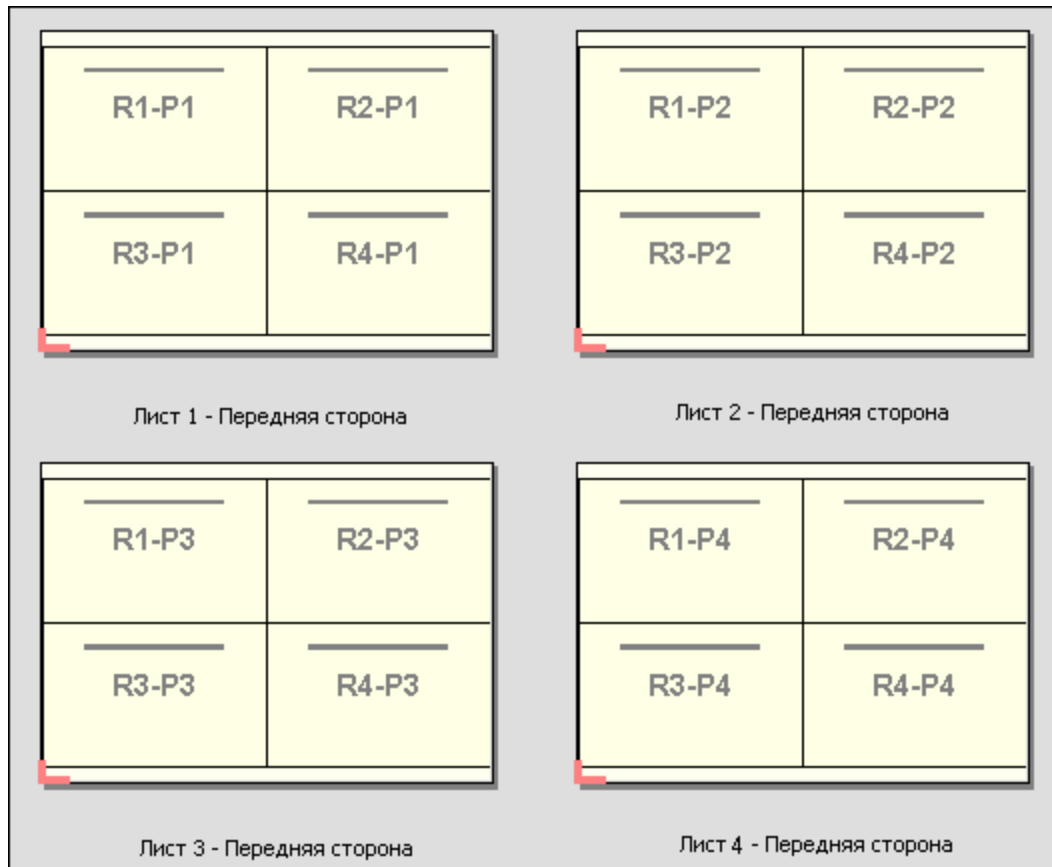 R1-P1 R2-P1
R3-P1 R4-P1
Лист 1 - Передняя сторона
R1-P2 R2-P2
R3-P2 R4-P2
Лист 2 - Передняя сторона
R1-P3 R2-P3
R3-P3 R4-P3
Лист 3 - Передняя сторона
R1-P4 R2-P4
R3-P4 R4-P4
Лист 4 - Передняя сторона